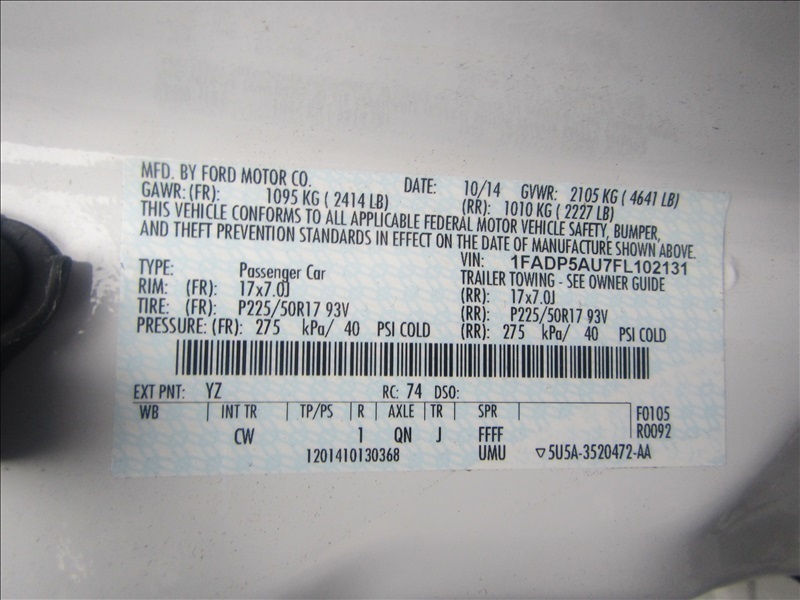 MFD. BY FORD MOTOR CO. DATE: 10/14 GVWR: 2105 KG ( 4641 LB)
GAWR: (FR): 1095 KG ( 2414 LB) (RR): 1010 KG ( 2227 LB)
THIS VEHICLE CONFORMS TO ALL APPLICABLE FEDERAL MOTOR VEHICLE SAFETY, BUMPER,
AND THEFT PREVENTION STANDARDS IN EFFECT ON THE DATE OF MANUFACTURE SHOWN ABOVE.
VIN: 1FADP5AU7FL102131
TYPE: Passenger Car TRAILER TOWING - SEE OWNER GUIDE
RIM: (FR): 17x7.0J (RR): 17x7.0J
TIRE: (FR): P225/50R17 93V (RR): P225/50R17 93V
PRESSURE: (FR): 275 kPa/ 40 PSI COLD (RR): 275 kPa/ 40 PSI COLD
EXT PNT: YZ RC: 74 DSO:
WB INT TR TP/PS R AXLE TR SPR F0105
CW 1 QN J FFFF R0092
1201410130368 UMU ▽5U5A-3520472-AA